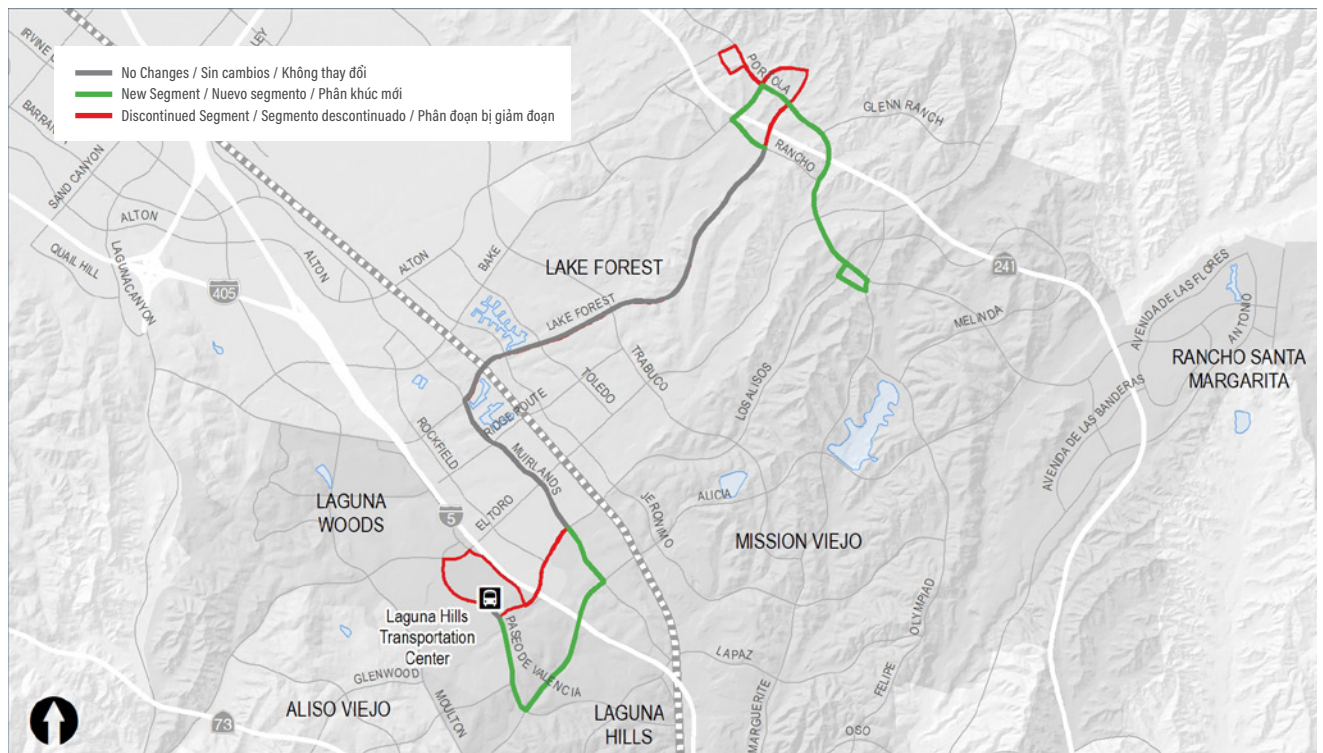 No Changes / Sin cambios / Không thay đổi
New Segment / Nuevo segmento / Phân khúc mới
Discontinued Segment / Segmento descontinuado / Phân đoạn bị giảm đoạn
IRVINE
SAND CANYON
ALTON
QUAIL HILL
LAGUNACANYON
405
ALTON
ALTON
BAKE
LAKE FOREST
LAKE FOREST
GLENN RANCH
RANCHO
241
MELINDA
AVENIDA DE LAS FLORES
ANTONIO
RANCHO SANTA
MARGARITA
AVENIDA DE LAS BANDERAS
TRABUCO
TOLEDO
LOS ALISOS
RIDGE ROUTE
ROCKFIELD
MUIRLANDS
LAGUNA
WOODS
5
EL TORO
JERONIMO
ALICIA
MISSION VIEJO
Laguna Hills
Transportation
Center
PASEO DE VALENCIA
GLENWOOD
MOULTON
ALISO VIEJO
73
LAGUNA
HILLS
LAPAZ
MARGUERITE
OLYMPIAD
FELIPE
OSO